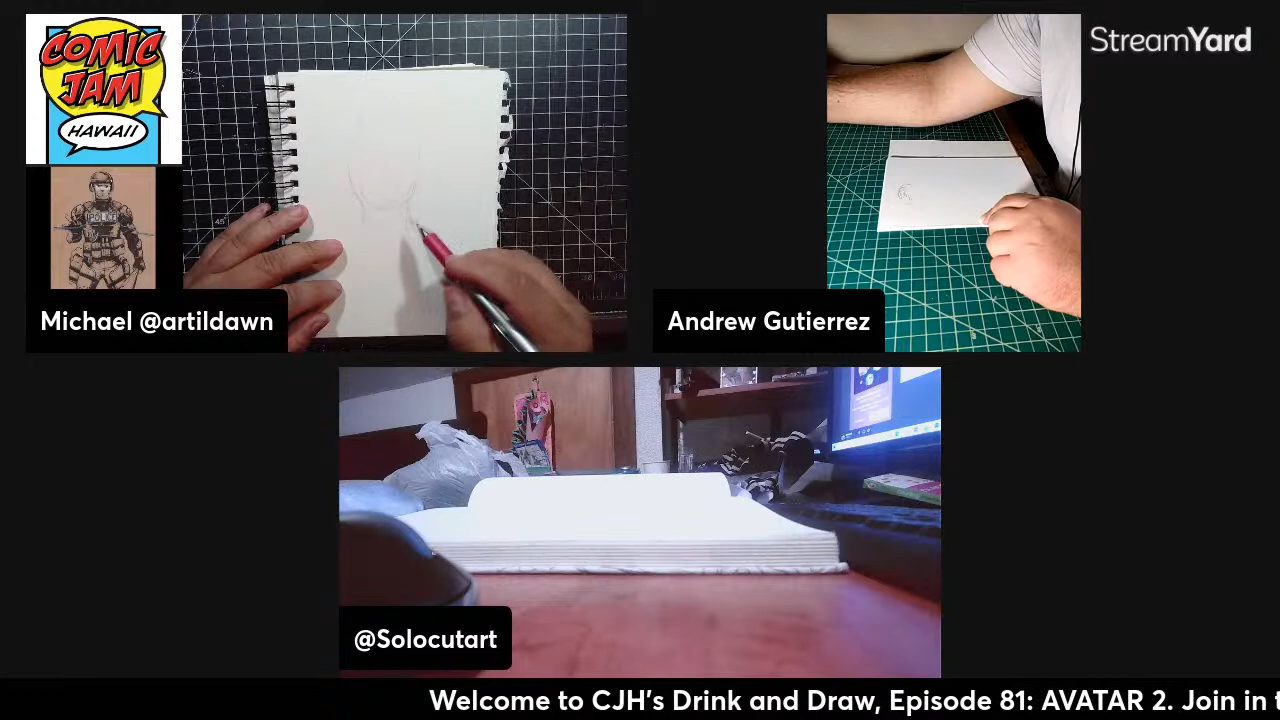 COMIC
JAM
HAWAII
StreamYard
POLICE
Michael @artildawn
Andrew Gutierrez
@Solocutart
Welcome to CJH's Drink and Draw, Episode 81: AVATAR 2. Join in